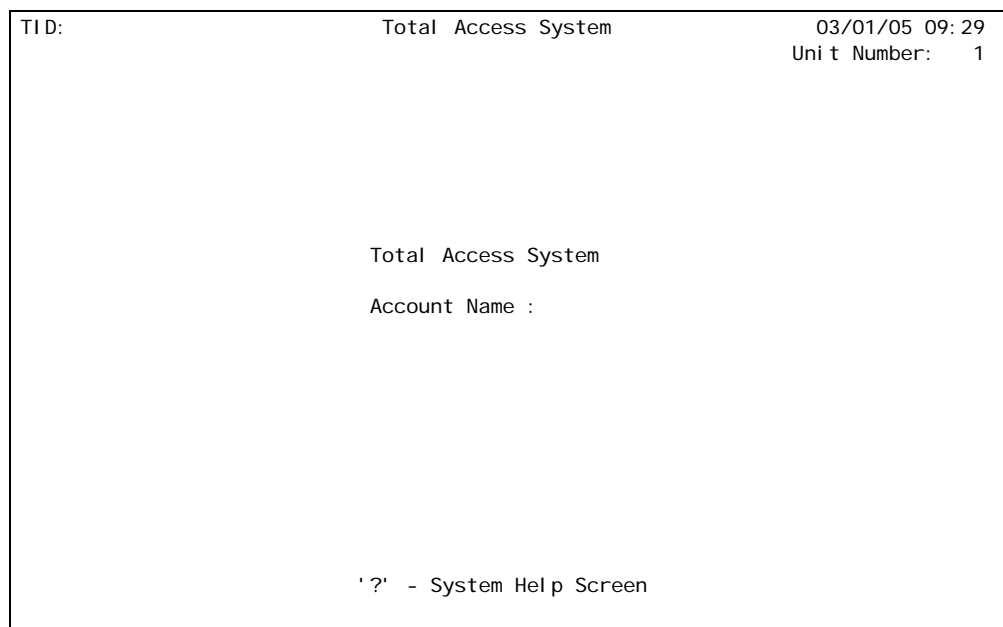 TID: Total Access System 03/01/05 09:29
Unit Number: 1
Total Access System
Account Name :
'?' - System Help Screen